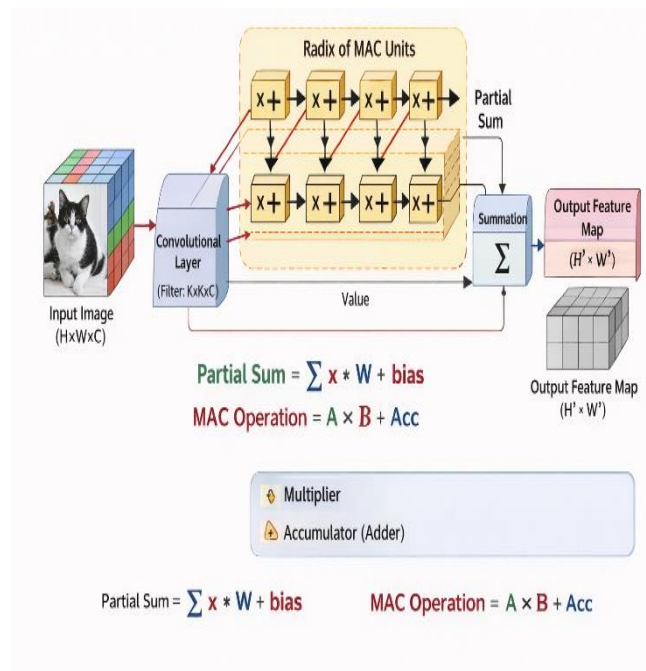 Radix of MAC Units
x+ x+ x+ x+
Partial
Sum
x+ x+ x+ x+
Convolutional
Layer
(Filter: KxKxC)
Summation
Σ
Output Feature
Map
(H' × W')
Value
Input Image
(H×W×C)
Output Feature Map
(H' × W')
Partial Sum = ∑ x * W + bias
MAC Operation = A × B + Acc
Multiplier
+ Accumulator (Adder)
Partial Sum = ∑ x * W + bias
MAC Operation = A × B + Acc